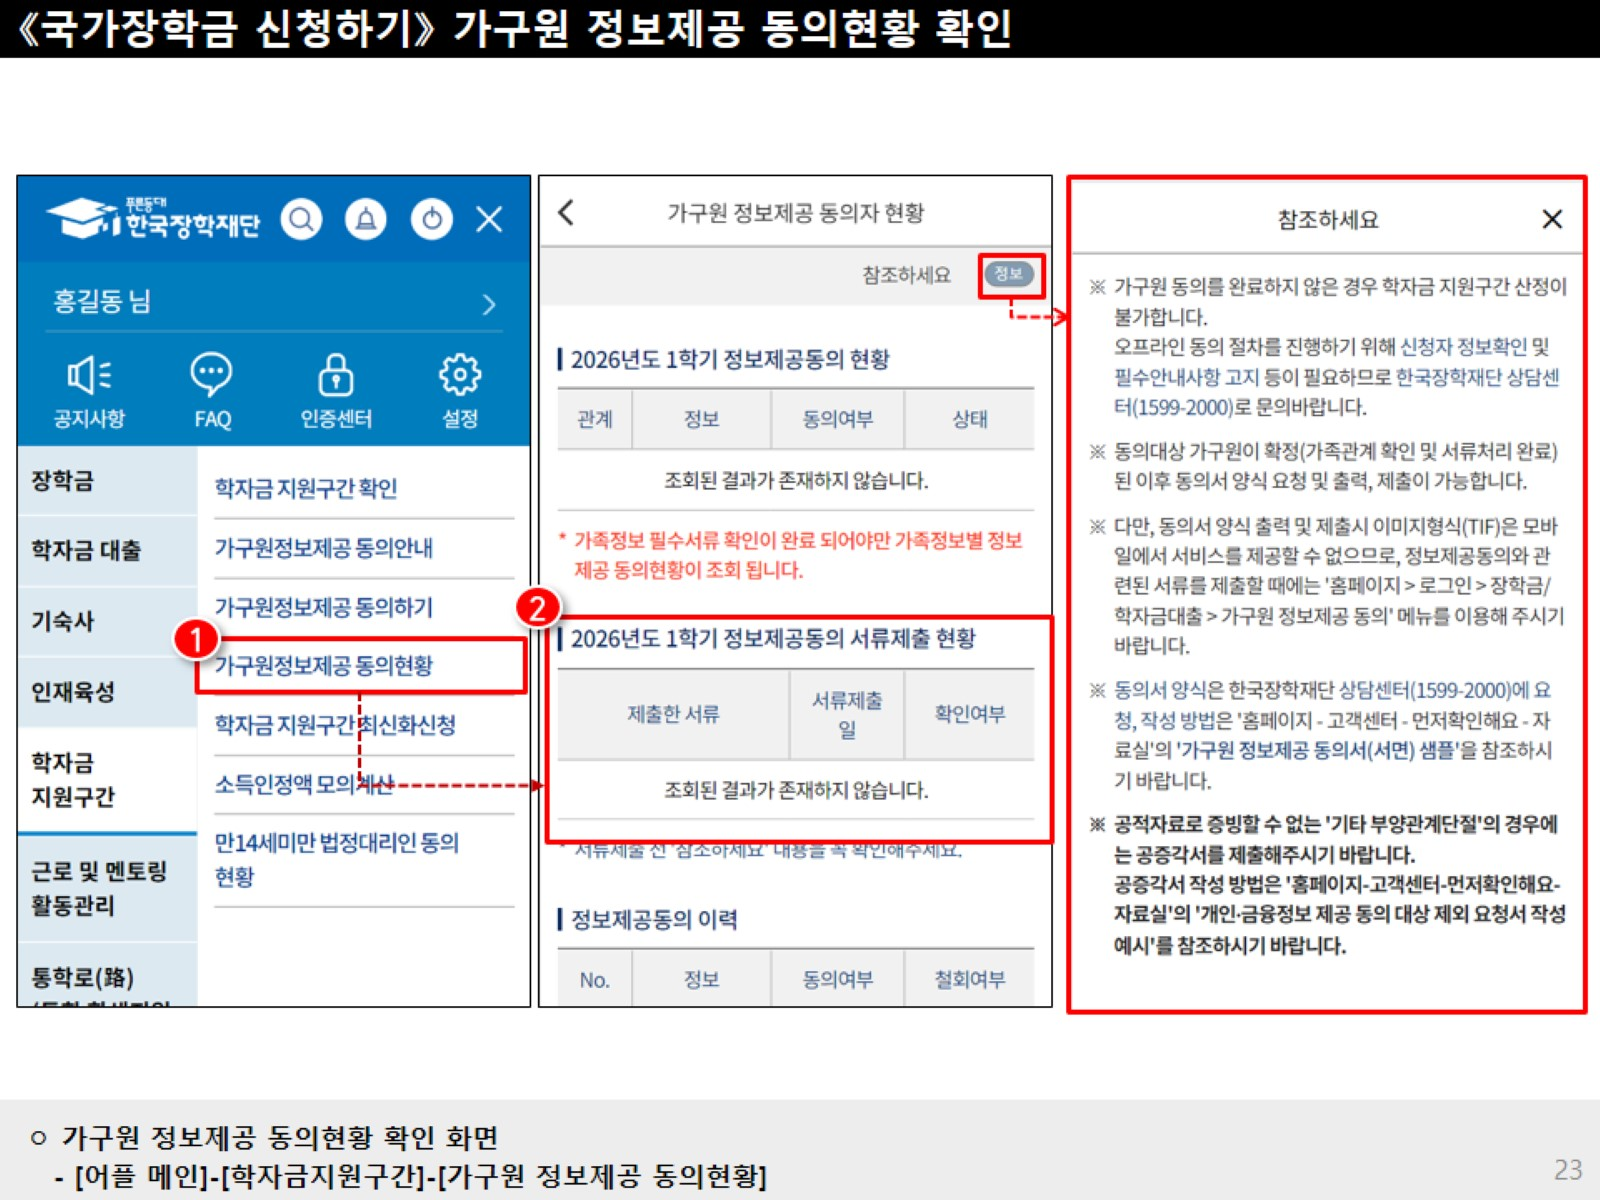 《국가장학금 신청하기》 가구원 정보제공 동의현황 확인
푸른등대
한국장학재단
홍길동 님
공지사항
FAQ
인증센터
설정
장학금
학자금 대출
기숙사
인재육성
학자금
지원구간
근로 및 멘토링
활동관리
통학로(路)
학자금 지원구간 확인
가구원정보제공 동의안내
가구원정보제공 동의하기
1
가구원정보제공 동의현황
학자금 지원구간 최신화신청
소득인정액 모의계산
만14세미만 법정대리인 동의
현황
가구원 정보제공 동의자 현황
참조하세요 정보
2026년도 1학기 정보제공동의 현황
관계 정보 동의여부 상태
조회된 결과가 존재하지 않습니다.
* 가족정보 필수서류 확인이 완료 되어야만 가족정보별 정보
제공 동의현황이 조회 됩니다.
2
2026년도 1학기 정보제공동의 서류제출 현황
제출한 서류 서류제출 확인여부
일
조회된 결과가 존재하지 않습니다.
* 서류제출 전 '참조하세요' 내용을 꼭 확인해주세요.
정보제공동의 이력
No. 정보 동의여부 철회여부
참조하세요
※ 가구원 동의를 완료하지 않은 경우 학자금 지원구간 산정이
불가합니다.
오프라인 동의 절차를 진행하기 위해 신청자 정보확인 및
필수안내사항 고지 등이 필요하므로 한국장학재단 상담센
터(1599-2000)로 문의바랍니다.
※ 동의대상 가구원이 확정(가족관계 확인 및 서류처리 완료)
된 이후 동의서 양식 요청 및 출력, 제출이 가능합니다.
※ 다만, 동의서 양식 출력 및 제출시 이미지형식(TIF)은 모바
일에서 서비스를 제공할 수 없으므로, 정보제공동의와 관
련된 서류를 제출할 때에는 '홈페이지 > 로그인 > 장학금/
학자금대출 > 가구원 정보제공 동의' 메뉴를 이용해 주시기
바랍니다.
※ 동의서 양식은 한국장학재단 상담센터(1599-2000)에 요
청, 작성 방법은 '홈페이지 - 고객센터 - 먼저확인해요 - 자
료실'의 '가구원 정보제공 동의서(서면) 샘플'을 참조하시
기 바랍니다.
※ 공적자료로 증빙할 수 없는 '기타 부양관계단절'의 경우에
는 공증각서를 제출해주시기 바랍니다.
공증각서 작성 방법은 '홈페이지-고객센터-먼저확인해요-
자료실'의 '개인·금융정보 제공 동의 대상 제외 요청서 작성
예시'를 참조하시기 바랍니다.
○ 가구원 정보제공 동의현황 확인 화면
- [어플 메인]-[학자금지원구간]-[가구원 정보제공 동의현황]
23